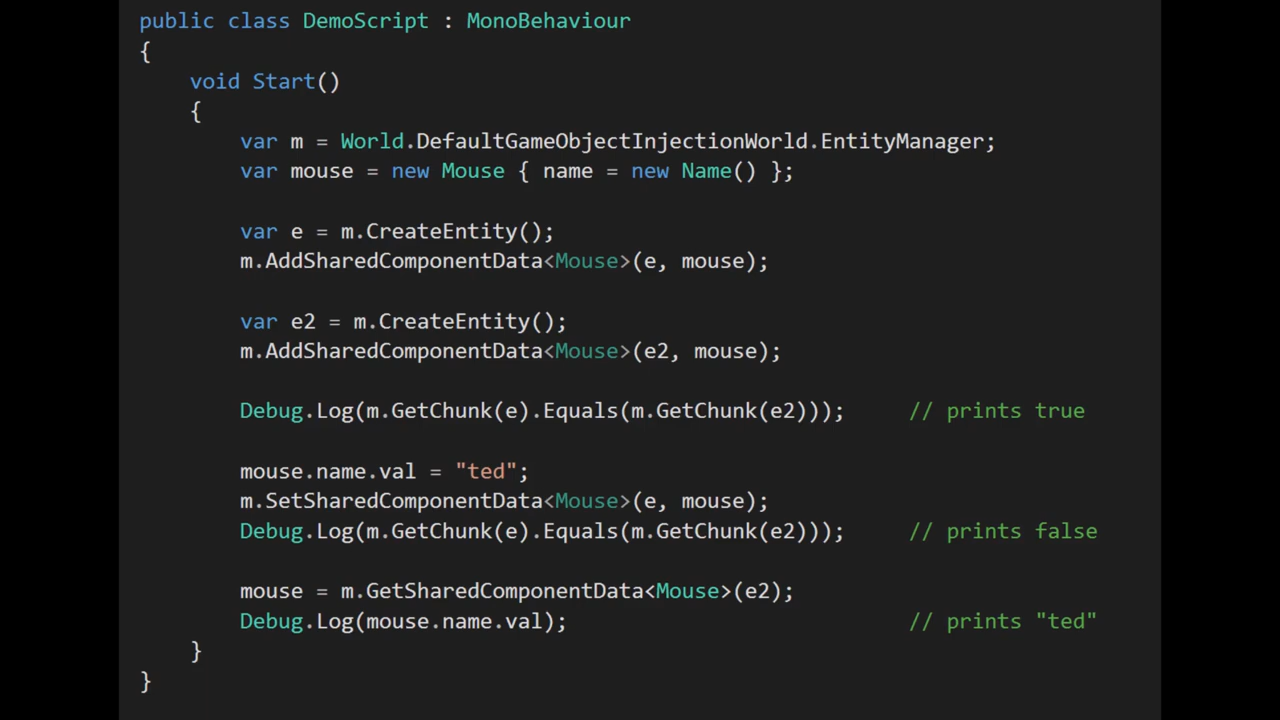 public class DemoScript : MonoBehaviour
{
    void Start()
    {
        var m = World.DefaultGameObjectInjectionWorld.EntityManager;
        var mouse = new Mouse { name = new Name() };

        var e = m.CreateEntity();
        m.AddSharedComponentData<Mouse>(e, mouse);

        var e2 = m.CreateEntity();
        m.AddSharedComponentData<Mouse>(e2, mouse);

        Debug.Log(m.GetChunk(e).Equals(m.GetChunk(e2)));     // prints true

        mouse.name.val = "ted";
        m.SetSharedComponentData<Mouse>(e, mouse);
        Debug.Log(m.GetChunk(e).Equals(m.GetChunk(e2)));     // prints false

        mouse = m.GetSharedComponentData<Mouse>(e2);
        Debug.Log(mouse.name.val);                           // prints "ted"
    }
}